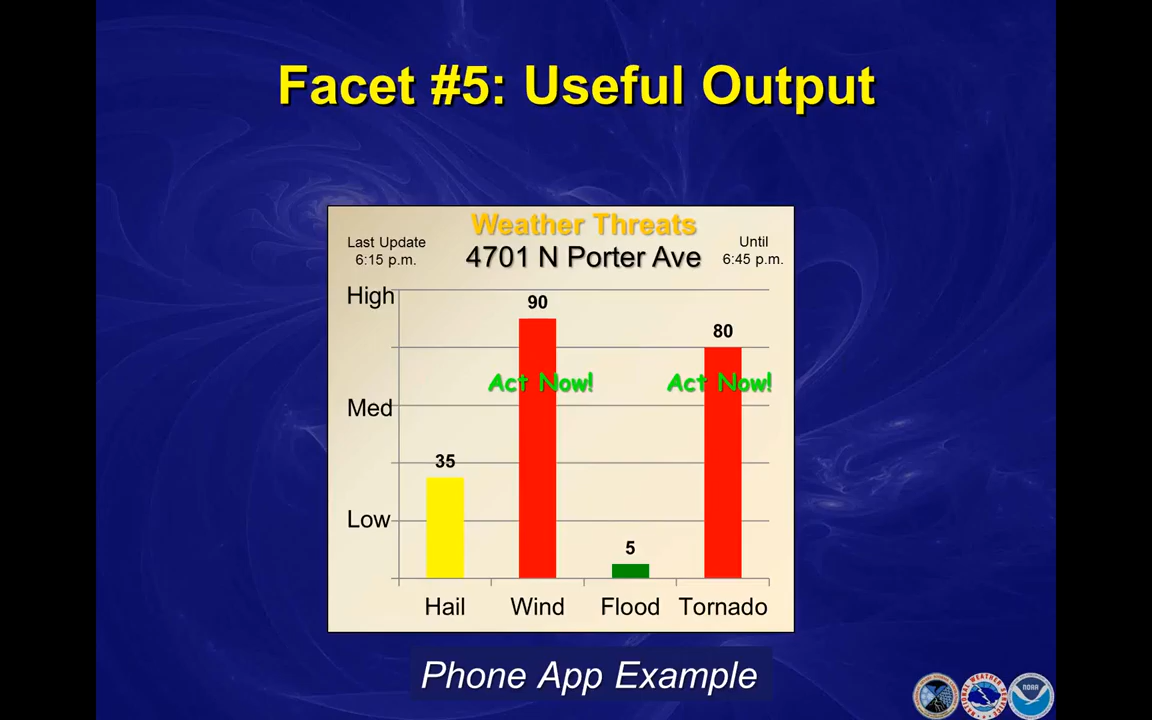 Facet #5: Useful Output
Weather Threats
Last Update
6:15 p.m.
4701 N Porter Ave
Until
6:45 p.m.
High
90
80
Act Now!
Act Now!
Med
35
Low
5
Hail
Wind
Flood
Tornado
Phone App Example
NOAA